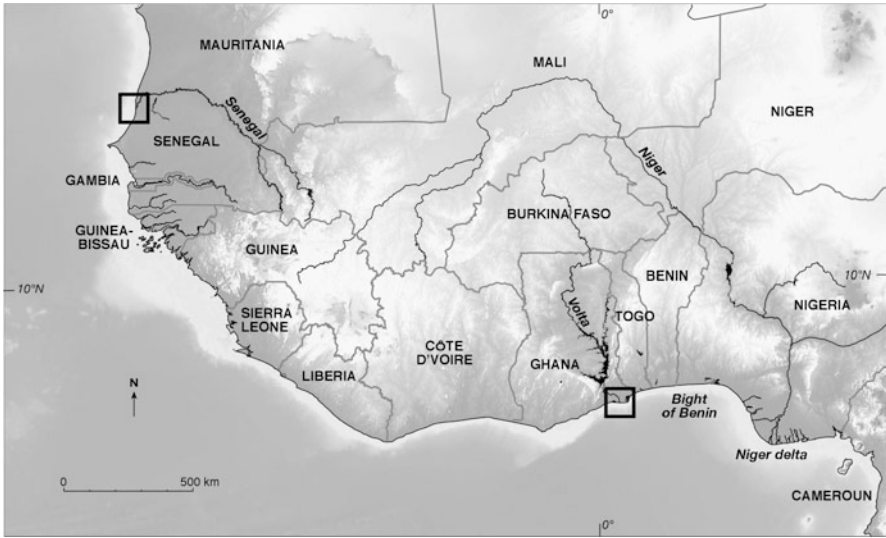 0°
MAURITANIA
MALI
NIGER
Senegal
SENEGAL
Niger
GAMBIA
BURKINA FASO
GUINEA-
BISSAU
GUINEA
BENIN
10°N
10°N
NIGERIA
SIERRA
LEONE
Volta
TOGO
CÔTE
D'VOIRE
GHANA
LIBERIA
N
Bight
of Benin
Niger delta
0
500 km
CAMEROUN
0°